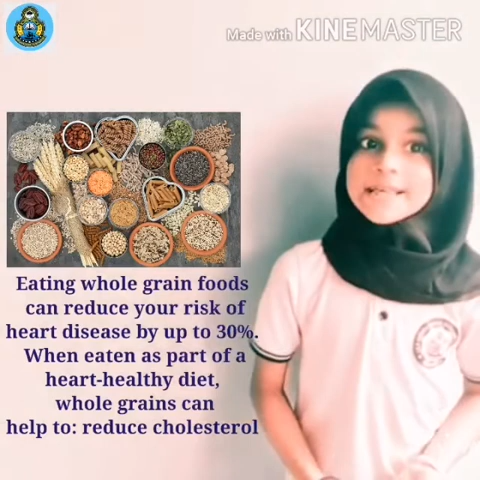 Made with KINEMASTER
Eating whole grain foods
can reduce your risk of
heart disease by up to 30%.
When eaten as part of a
heart-healthy diet,
whole grains can
help to: reduce cholesterol